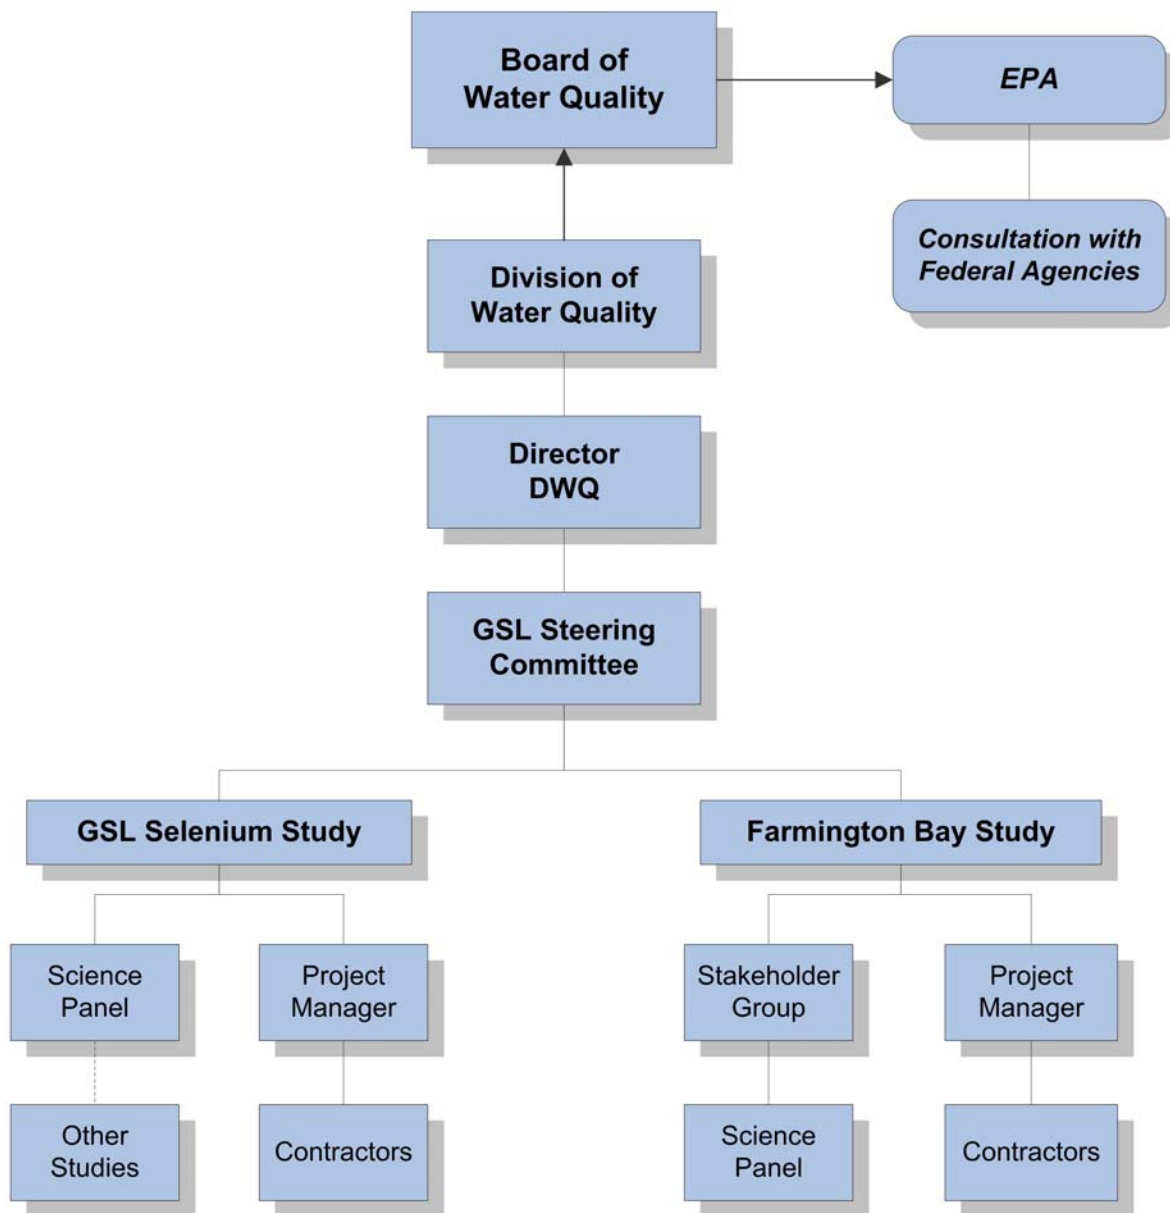 Board of
Water Quality
EPA
Consultation with
Federal Agencies
Division of
Water Quality
Director
DWQ
GSL Steering
Committee
GSL Selenium Study
Farmington Bay Study
Science
Panel
Project
Manager
Stakeholder
Group
Project
Manager
Other
Studies
Contractors
Science
Panel
Contractors